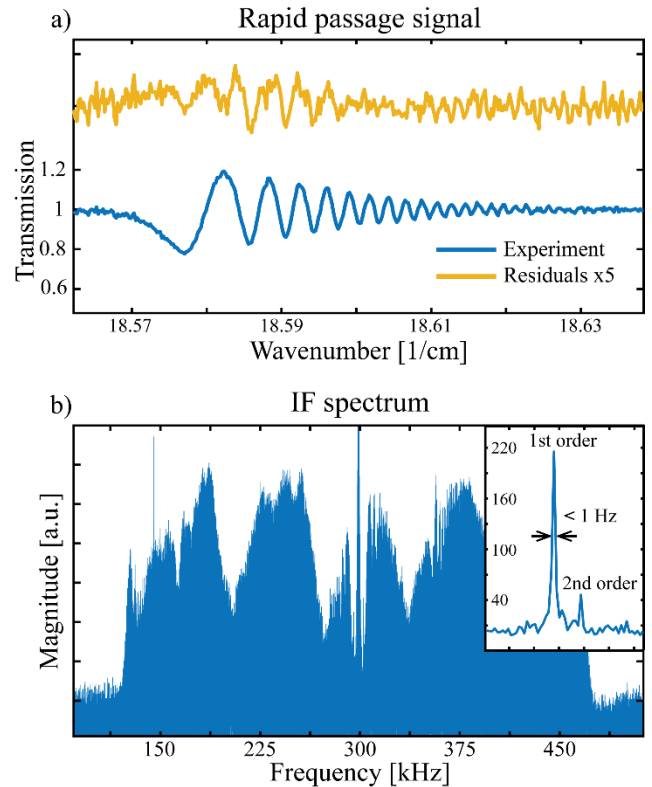 a)
Rapid passage signal
Transmission
1.2
1
0.8
0.6
Experiment
Residuals x5
18.57
18.59
18.61
18.63
Wavenumber [1/cm]
b)
IF spectrum
Magnitude [a.u.]
220
160
100
40
1st order
< 1 Hz
2nd order
150
225
300
375
450
Frequency [kHz]